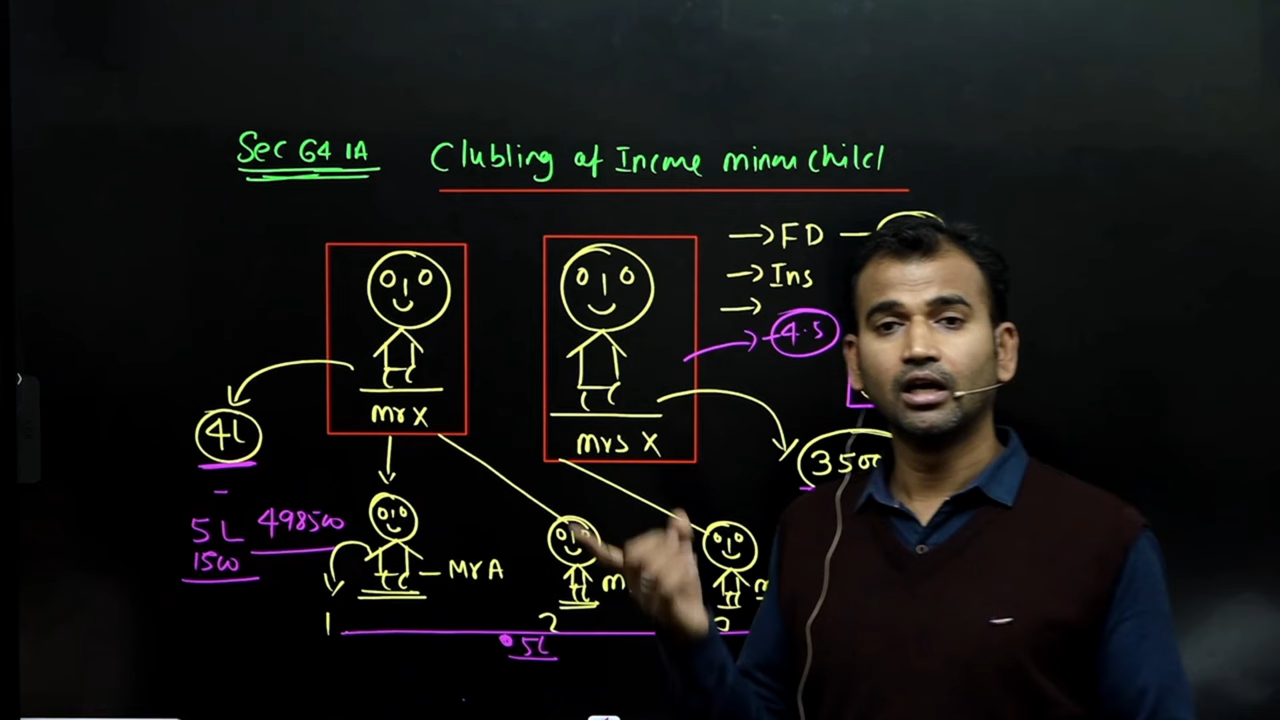 Sec 64 1A
Clubling of Income minor child
→ FD —
→ Ins
→
→ 4.5
4L
mr X
mrs X
3500
5L 498500
1500
Mr A
m
m
1
2
5L